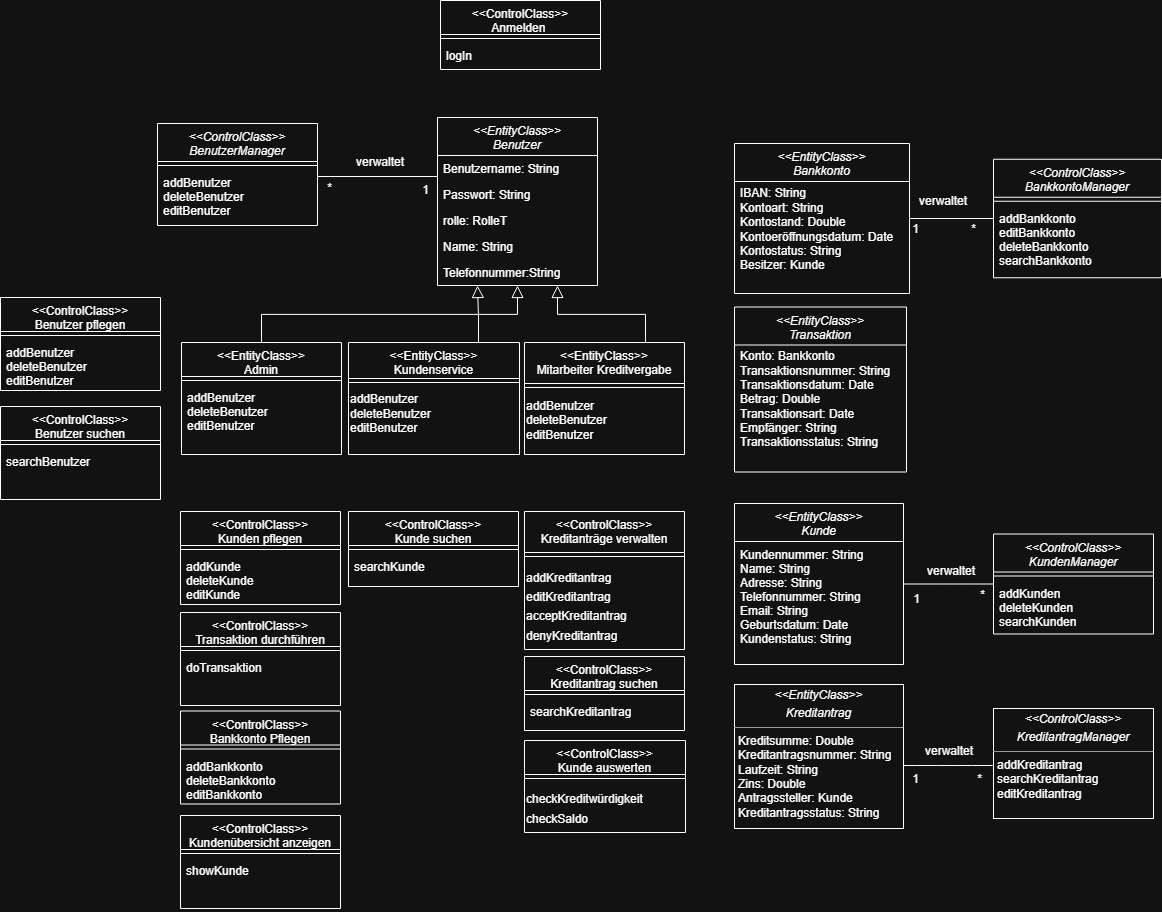 <<ControlClass>>
Anmelden
logIn
<<ControlClass>>
BenutzerManager
addBenutzer
deleteBenutzer
editBenutzer
verwaltet
*
1
<<EntityClass>>
Benutzer
Benutzername: String
Passwort: String
rolle: RolleT
Name: String
Telefonnummer:String
<<EntityClass>>
Bankkonto
IBAN: String
Kontoart: String
Kontostand: Double
Kontoeröffnungsdatum: Date
Kontostatus: String
Besitzer: Kunde
verwaltet
1
*
<<ControlClass>>
BankkontoManager
addBankkonto
editBankkonto
deleteBankkonto
searchBankkonto
<<ControlClass>>
Benutzer pflegen
addBenutzer
deleteBenutzer
editBenutzer
<<ControlClass>>
Benutzer suchen
searchBenutzer
<<EntityClass>>
Admin
addBenutzer
deleteBenutzer
editBenutzer
<<EntityClass>>
Kundenservice
addBenutzer
deleteBenutzer
editBenutzer
<<EntityClass>>
Mitarbeiter Kreditvergabe
addBenutzer
deleteBenutzer
editBenutzer
<<EntityClass>>
Transaktion
Konto: Bankkonto
Transaktionsnummer: String
Transaktionsdatum: Date
Betrag: Double
Transaktionsart: Date
Empfänger: String
Transaktionsstatus: String
<<ControlClass>>
Kunden pflegen
addKunde
deleteKunde
editKunde
<<ControlClass>>
Kunde suchen
searchKunde
<<ControlClass>>
Kreditanträge verwalten
addKreditantrag
editKreditantrag
acceptKreditantrag
denyKreditantrag
<<EntityClass>>
Kunde
Kundennummer: String
Name: String
Adresse: String
Telefonnummer: String
Email: String
Geburtsdatum: Date
Kundenstatus: String
verwaltet
1
*
<<ControlClass>>
KundenManager
addKunden
deleteKunden
searchKunden
<<ControlClass>>
Transaktion durchführen
doTransaktion
<<ControlClass>>
Kreditantrag suchen
searchKreditantrag
<<ControlClass>>
Bankkonto Pflegen
addBankkonto
deleteBankkonto
editBankkonto
<<ControlClass>>
Kunde auswerten
checkKreditwürdigkeit
checkSaldo
<<EntityClass>>
Kreditantrag
Kreditsumme: Double
Kreditantragsnummer: String
Laufzeit: String
Zins: Double
Antragssteller: Kunde
Kreditantragsstatus: String
verwaltet
1
*
<<ControlClass>>
KreditantragManager
addKreditantrag
searchKreditantrag
editKreditantrag
<<ControlClass>>
Kundenübersicht anzeigen
showKunde